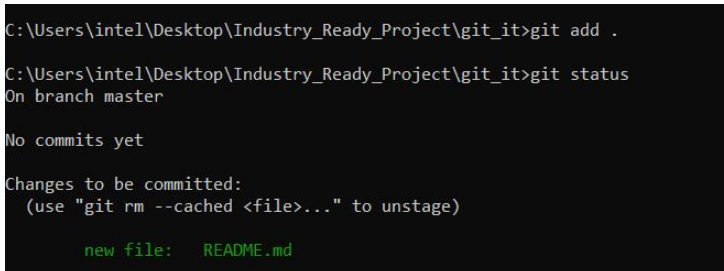 C:\Users\intel\Desktop\Industry_Ready_Project\git_it>git add .
C:\Users\intel\Desktop\Industry_Ready_Project\git_it>git status
On branch master
No commits yet
Changes to be committed:
(use "git rm --cached <file>..." to unstage)
new file: README.md